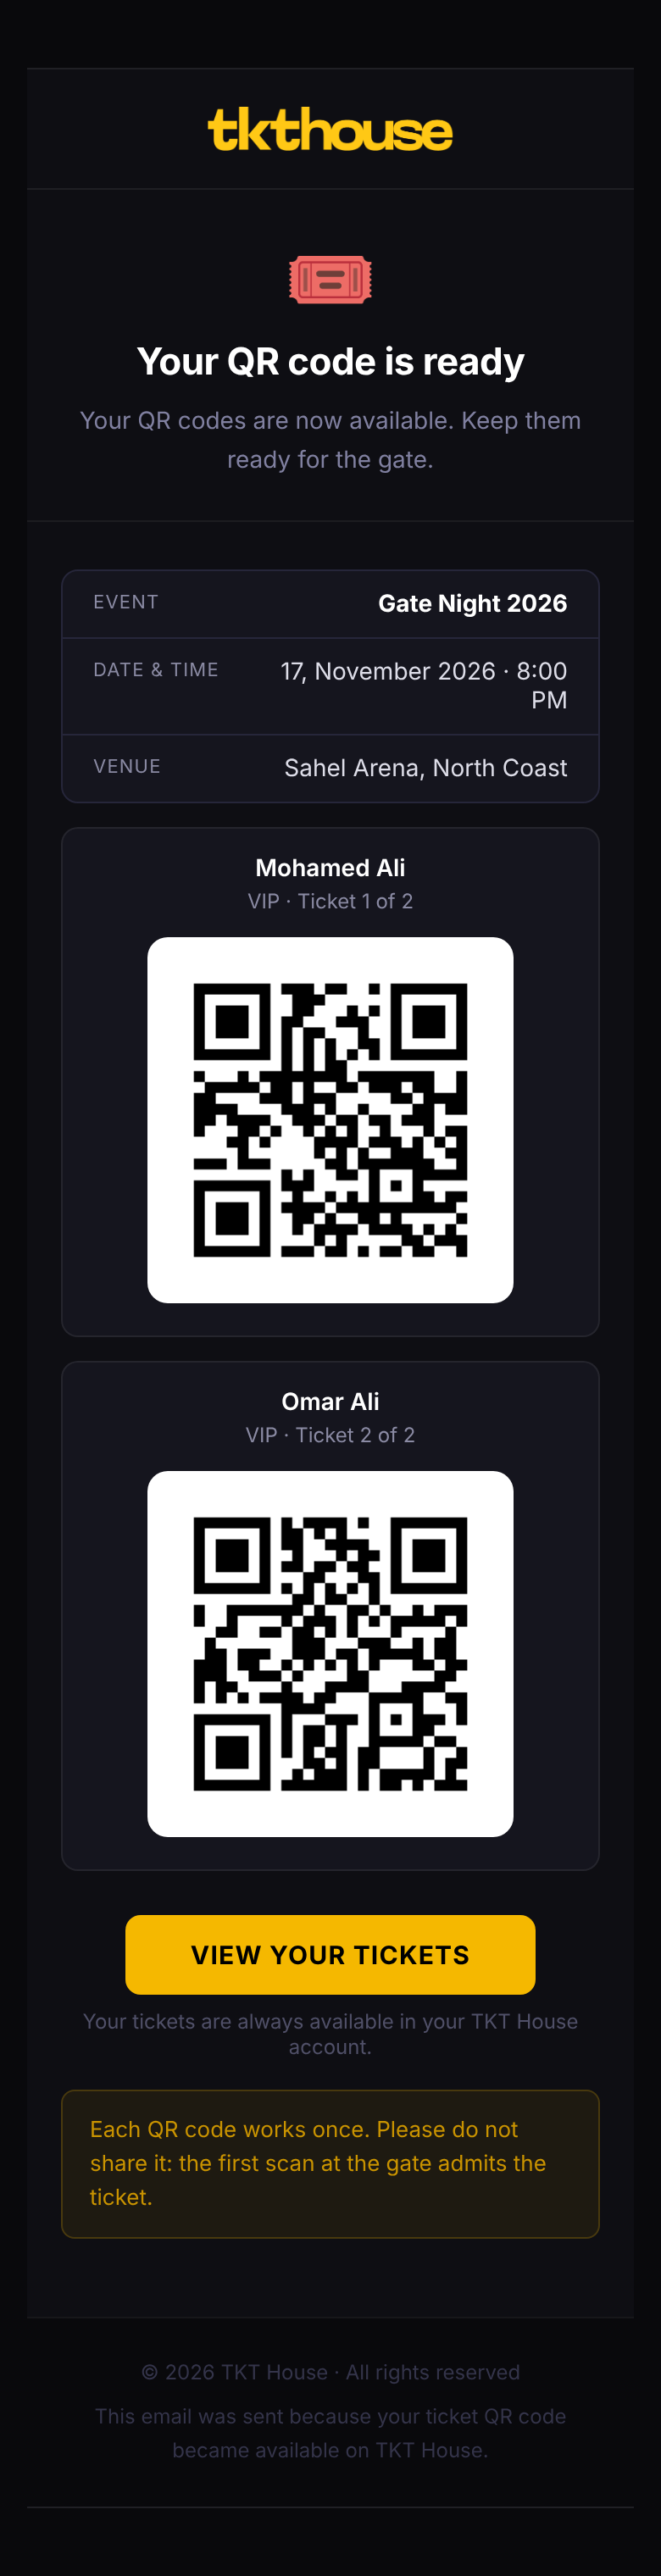 tkthouse
Your QR code is ready
Your QR codes are now available. Keep them
ready for the gate.
EVENT
Gate Night 2026
DATE & TIME
17, November 2026 · 8:00
PM
VENUE
Sahel Arena, North Coast
Mohamed Ali
VIP · Ticket 1 of 2
Omar Ali
VIP · Ticket 2 of 2
VIEW YOUR TICKETS
Your tickets are always available in your TKT House
account.
Each QR code works once. Please do not
share it: the first scan at the gate admits the
ticket.
© 2026 TKT House · All rights reserved
This email was sent because your ticket QR code
became available on TKT House.